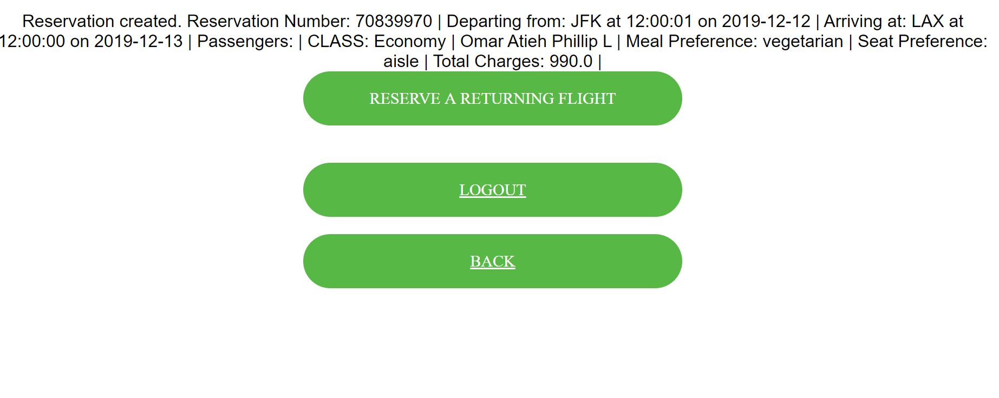 Reservation created. Reservation Number: 70839970 | Departing from: JFK at 12:00:01 on 2019-12-12 | Arriving at: LAX at
12:00:00 on 2019-12-13 | Passengers: | CLASS: Economy | Omar Atieh Phillip L | Meal Preference: vegetarian | Seat Preference:
aisle | Total Charges: 990.0 |
RESERVE A RETURNING FLIGHT
LOGOUT
BACK